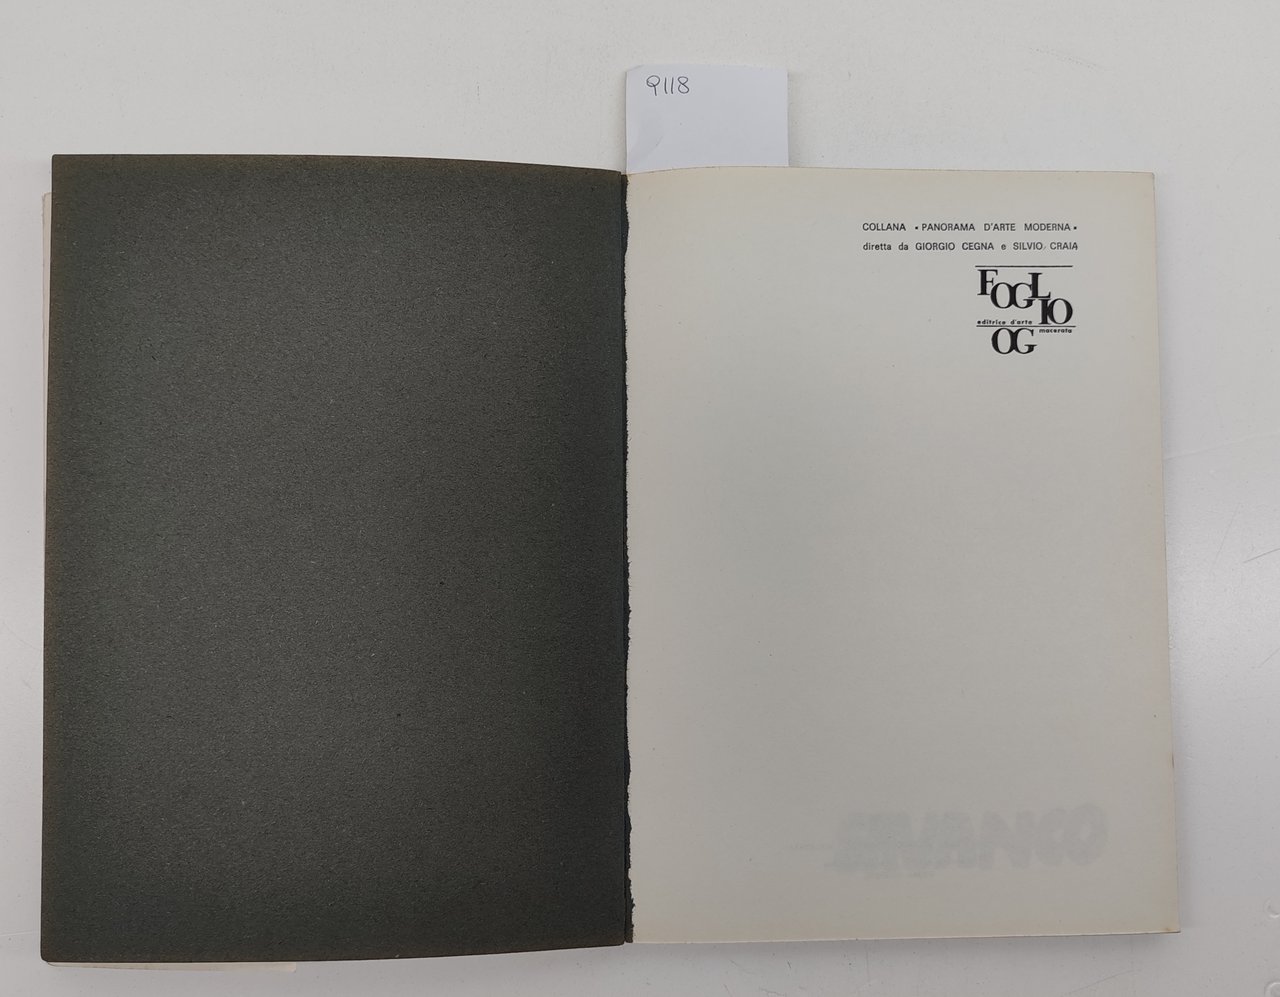 9118
COLLANA « PANORAMA D'ARTE MODERNA »
diretta da GIORGIO CEGNA e SILVIO CRAIA
FOGLIO
editrice d'arte macerata
OG